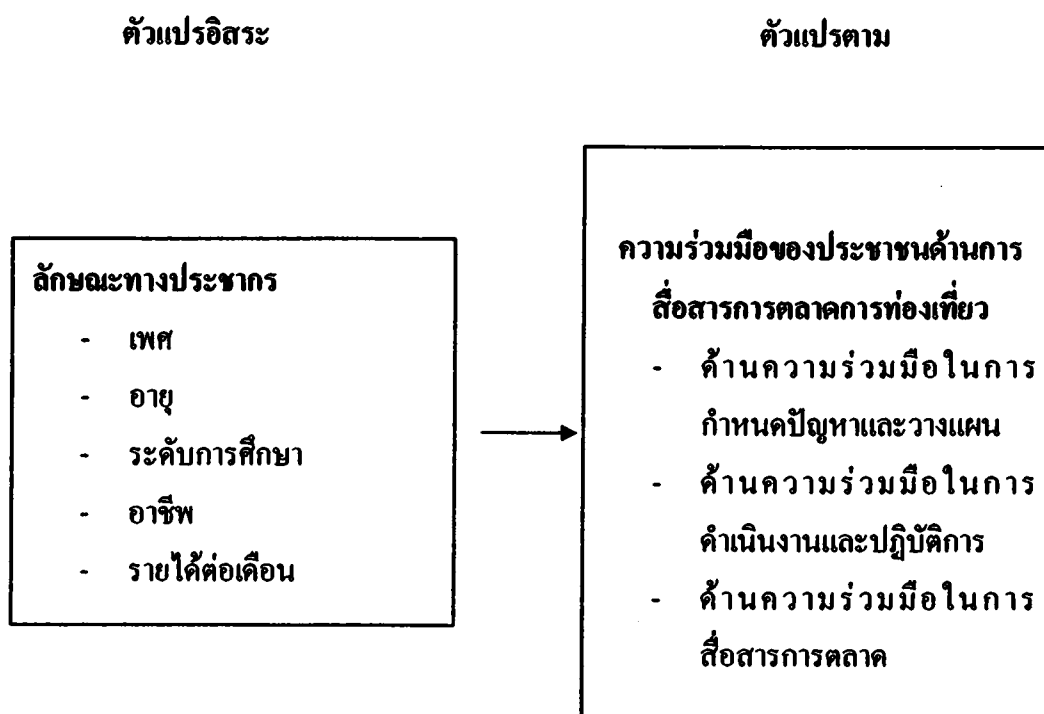 ตัวแปรอิสระ
ตัวแปรตาม
ลักษณะทางประชากร
- เพศ
- อายุ
- ระดับการศึกษา
- อาชีพ
- รายได้ต่อเดือน
ความร่วมมือของประชาชนด้านการ
สื่อสารการตลาดการท่องเที่ยว
- ด้านความร่วมมือในการ
กำหนดปัญหาและวางแผน
- ด้านความร่วมมือในการ
ดำเนินงานและปฏิบัติการ
- ด้านความร่วมมือในการ
สื่อสารการตลาด